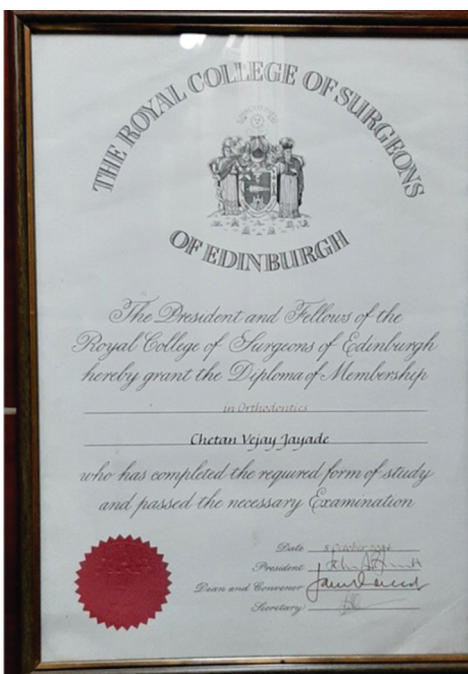 THE ROYAL COLLEGE OF SURGEONS
OF EDINBURGH
The President and Fellows of the
Royal College of Surgeons of Edinburgh
hereby grant the Diploma of Membership
in Orthodontics
Chetan Vejay Jayade
who has completed the required form of study
and passed the necessary Examination
Date
President
Dean and Convener
Secretary